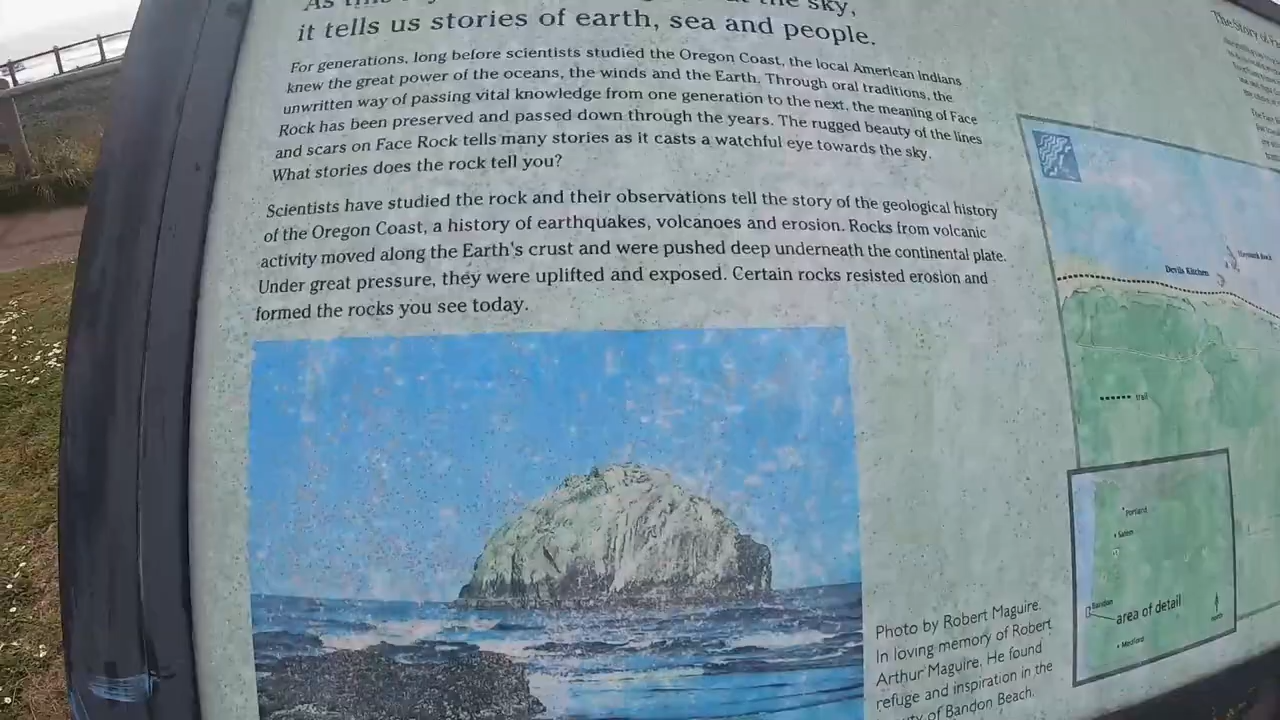 the sky,
it tells us stories of earth, sea and people.
For generations, long before scientists studied the Oregon Coast, the local American Indians
knew the great power of the oceans, the winds and the Earth. Through oral traditions, the
unwritten way of passing vital knowledge from one generation to the next, the meaning of Face
Rock has been preserved and passed down through the years. The rugged beauty of the lines
and scars on Face Rock tells many stories as it casts a watchful eye towards the sky.
What stories does the rock tell you?
Scientists have studied the rock and their observations tell the story of the geological history
of the Oregon Coast, a history of earthquakes, volcanoes and erosion. Rocks from volcanic
activity moved along the Earth's crust and were pushed deep underneath the continental plate.
Under great pressure, they were uplifted and exposed. Certain rocks resisted erosion and
formed the rocks you see today.
Photo by Robert Maguire.
In loving memory of Robert
Arthur Maguire. He found
refuge and inspiration in the
of Bandon Beach.
The Story of
Devils Kitchen
Rock
trail
Portland
Salem
Bandon
area of detail
Medford
north